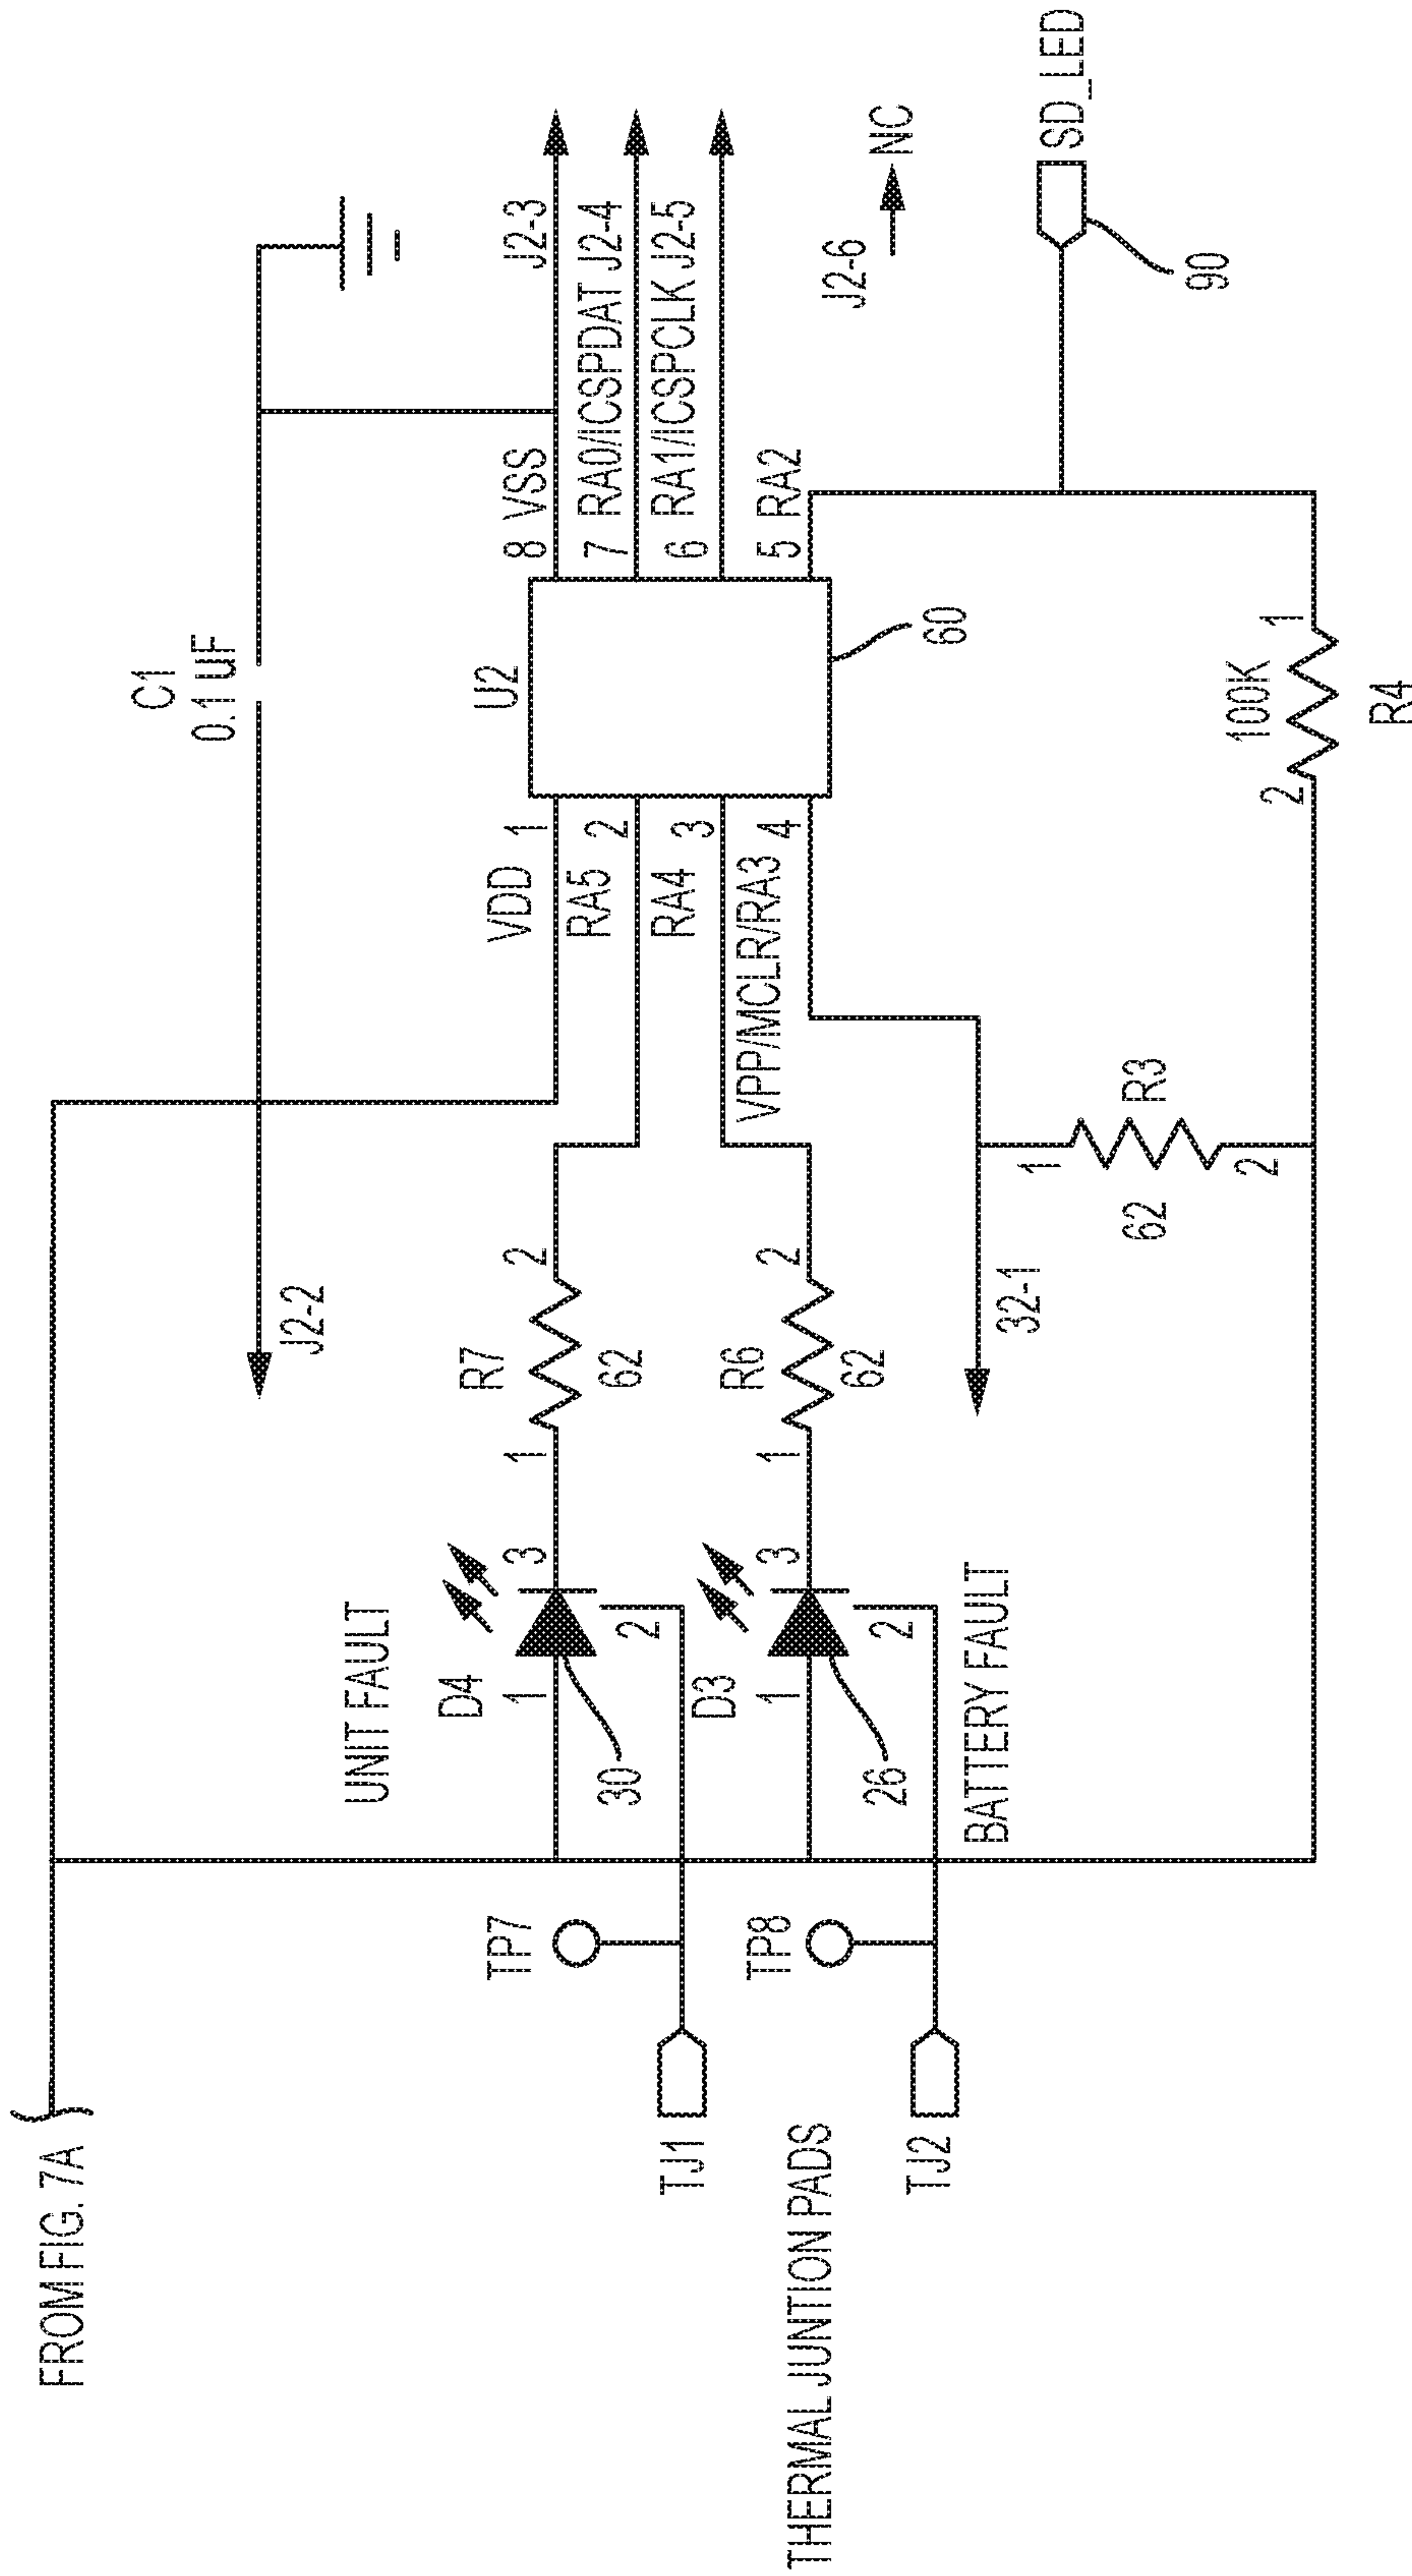 FROM FIG. 7A
C1
0.1 UF
J2-2
UNIT FAULT
D4
1
3
2
30
R7
1
2
62
VDD
1
RA5
2
RA4
3
VPP/MCLR/RA3
4
U2
60
8 VSS
J2-3
7 RA0/ICSPDAT J2-4
6 RA1/ICSPCLK J2-5
5 RA2
J2-6
NC
SD_LED
90
TP7
TJ1
THERMAL JUNTION PADS
TP8
TJ2
D3
1
3
2
26
BATTERY FAULT
R6
1
2
62
32-1
1
R3
62
2
2
100K
1
R4